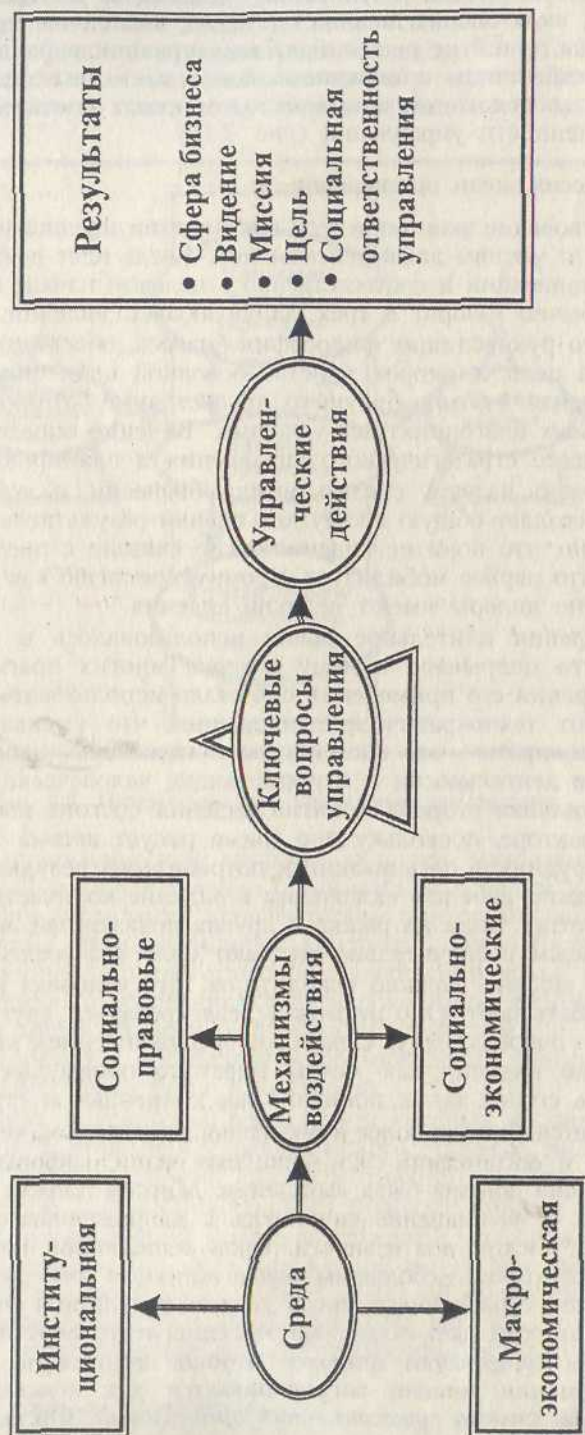 Институ-
циональная
Среда
Макро-
экономическая
Социально-
правовые
Механизмы
воздействия
Социально-
экономические
Ключевые
вопросы
управления
Управлен-
ческие
действия
Результаты
• Сфера бизнеса
• Видение
• Миссия
• Цель
• Социальная
ответственность
управления